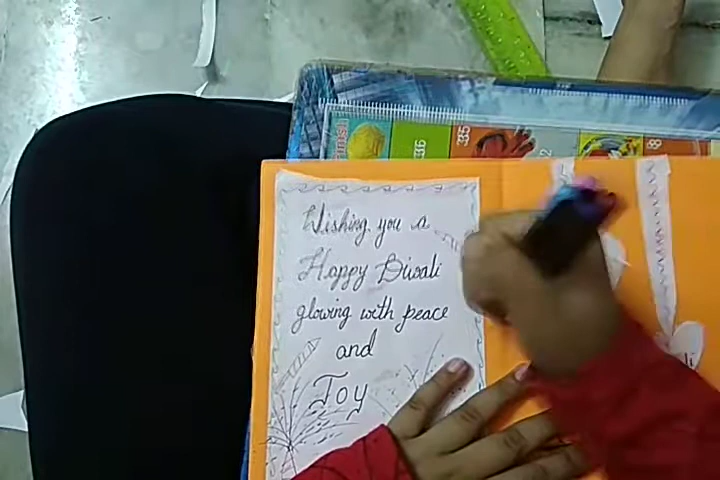 Wishing you a
Happy Diwali
glowing with peace
and
Joy